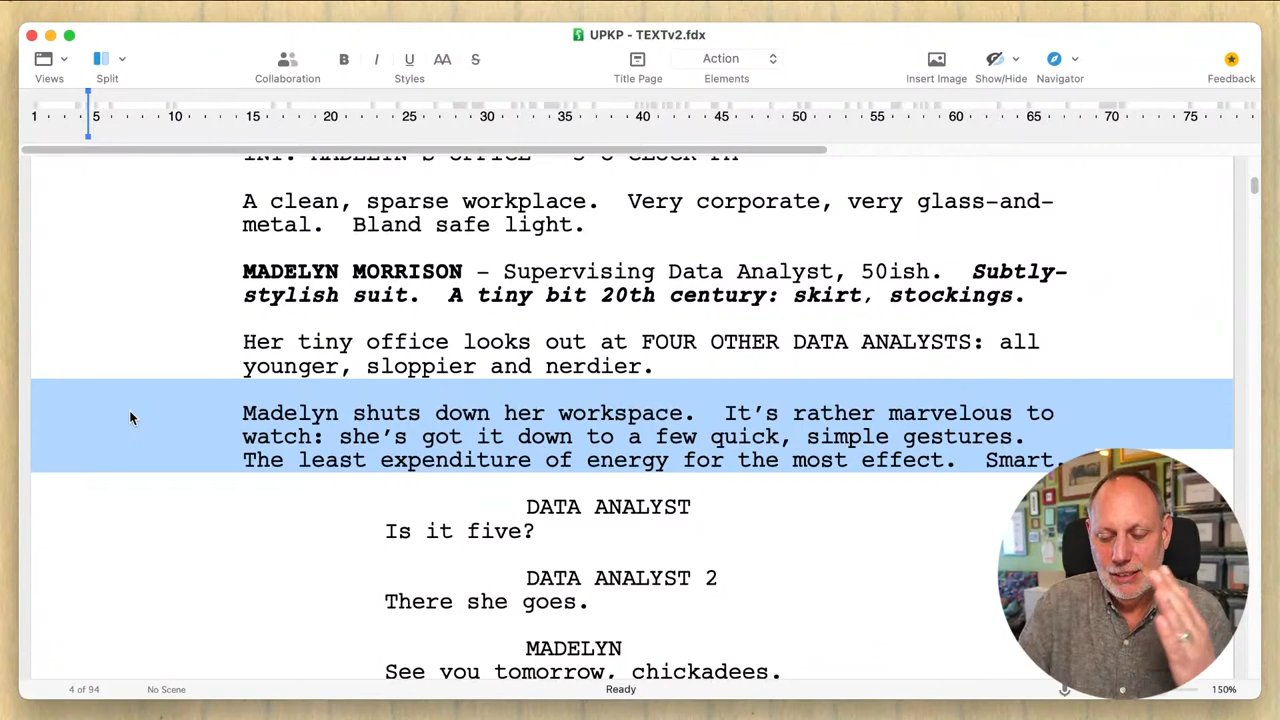 UPKP - TEXTv2.fdx
Views
Split
Collaboration
B I U AA S
Styles
Title Page
Action
Elements
Insert Image
Show/Hide
Navigator
Feedback
1 5 10 15 20 25 30 35 40 45 50 55 60 65 70 75
INT. MADELYN'S OFFICE - 5 O'CLOCK PM
A clean, sparse workplace.  Very corporate, very glass-and-
metal.  Bland safe light.
MADELYN MORRISON - Supervising Data Analyst, 50ish.  Subtly-
stylish suit.  A tiny bit 20th century: skirt, stockings.
Her tiny office looks out at FOUR OTHER DATA ANALYSTS: all
younger, sloppier and nerdier.
Madelyn shuts down her workspace.  It's rather marvelous to
watch: she's got it down to a few quick, simple gestures.
The least expenditure of energy for the most effect.  Smart.
DATA ANALYST
Is it five?
DATA ANALYST 2
There she goes.
MADELYN
See you tomorrow, chickadees.
4 of 94
No Scene
Ready
150%